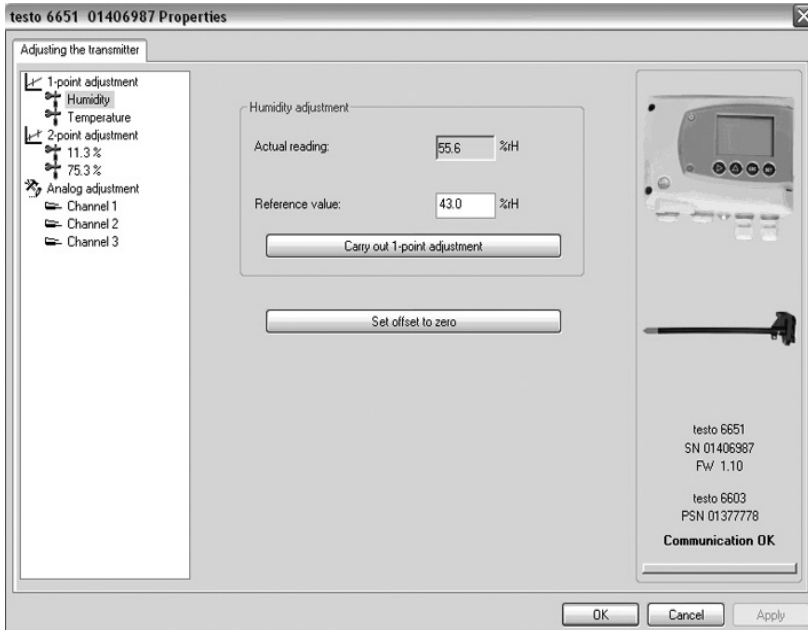 testo 6651 01406987 Properties
Adjusting the transmitter
1-point adjustment
Humidity
Temperature
2-point adjustment
11.3 %
75.3 %
Analog adjustment
Channel 1
Channel 2
Channel 3
Humidity adjustment
Actual reading: 55.6 %rH
Reference value: 43.0 %rH
Carry out 1-point adjustment
Set offset to zero
testo 6651
SN 01406987
FW 1.10
testo 6603
PSN 01377778
Communication OK
OK Cancel Apply